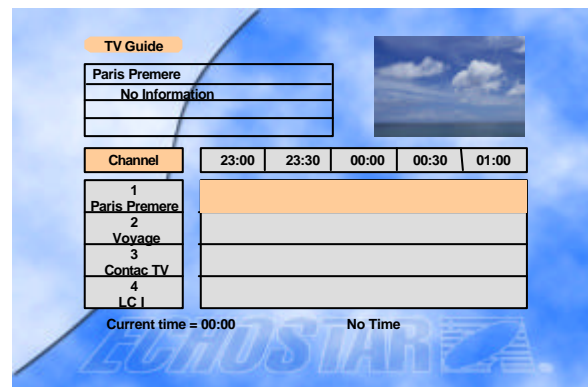 TV Guide
Paris Premere
No Information
Channel 23:00 23:30 00:00 00:30 01:00
1
Paris Premere
2
Voyage
3
Contac TV
4
LC I
Current time = 00:00 No Time
ECHOSTAR